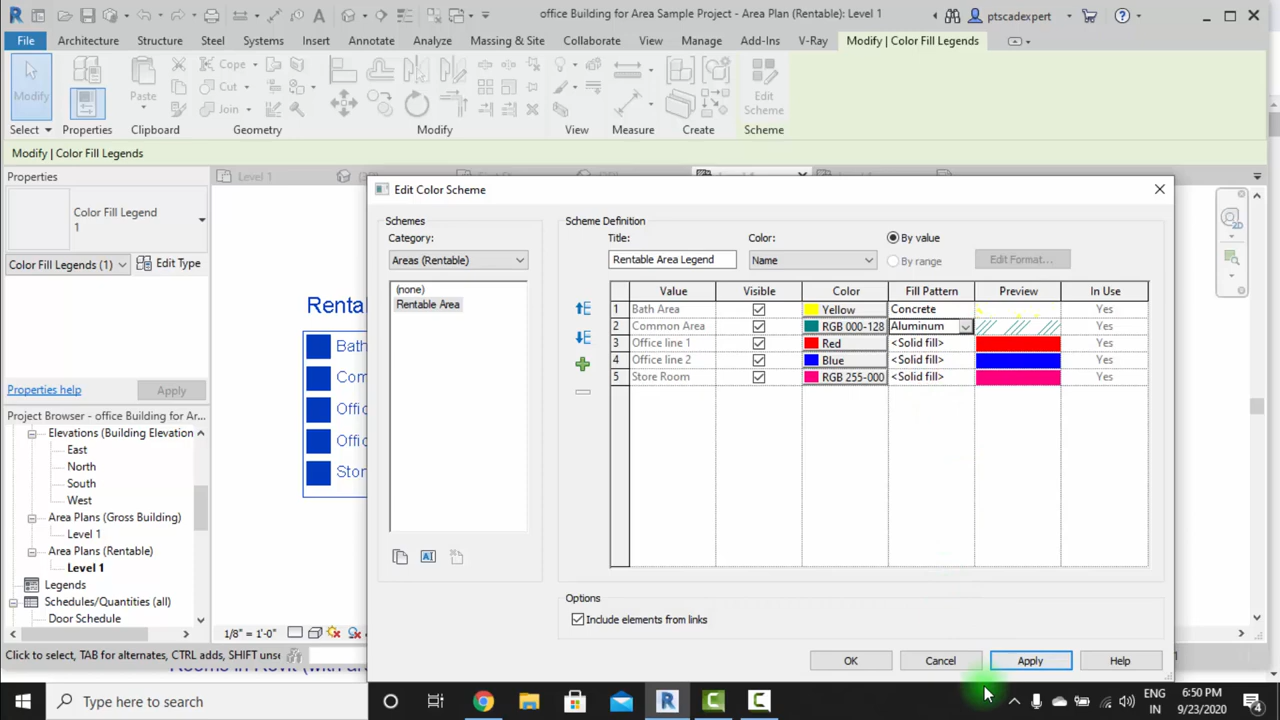 office Building for Area Sample Project - Area Plan (Rentable): Level 1
ptscadexpert
File Architecture Structure Steel Systems Insert Annotate Analyze Massing & Site Collaborate View Manage Add-Ins V-Ray Modify | Color Fill Legends
Modify Paste Cope Cut Join Edit Scheme
Select Properties Clipboard Geometry Modify View Measure Create Scheme
Modify | Color Fill Legends
Properties
Level 1
Color Fill Legend
1
Color Fill Legends (1) Edit Type
Properties help Apply
Project Browser - office Building for Ar...
Elevations (Building Elevation
East
North
South
West
Area Plans (Gross Building)
Level 1
Area Plans (Rentable)
Level 1
Legends
Schedules/Quantities (all)
Door Schedule
Renta
Bath
Com
Offic
Offic
Stor
1/8" = 1'-0"
Click to select, TAB for alternates, CTRL adds, SHIFT unse
Edit Color Scheme
Schemes
Category:
Areas (Rentable)
(none)
Rentable Area
Scheme Definition
Title: Color: By value
Rentable Area Legend Name By range Edit Format...
Value Visible Color Fill Pattern Preview In Use
1 Bath Area Yellow Concrete Yes
2 Common Area RGB 000-128 Aluminum Yes
3 Office line 1 Red <Solid fill> Yes
4 Office line 2 Blue <Solid fill> Yes
5 Store Room RGB 255-000 <Solid fill> Yes
Options
Include elements from links
OK Cancel Apply Help
Type here to search
ENG
IN
6:50 PM
9/23/2020
4